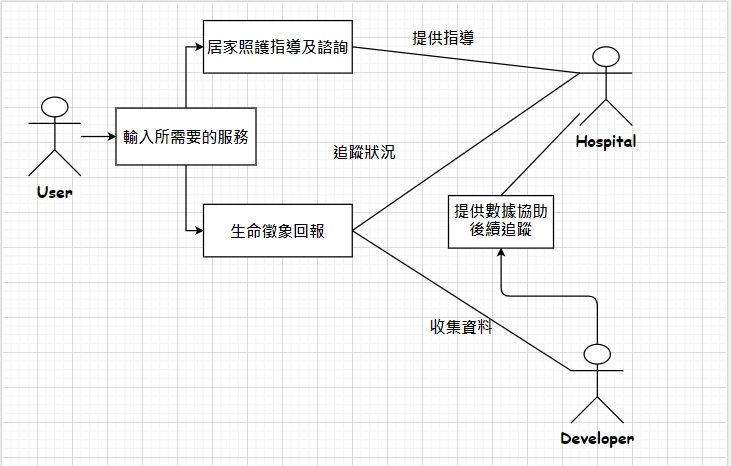 居家照護指導及諮詢
提供指導
輸入所需要的服務
Hospital
追蹤狀況
User
提供數據協助
後續追蹤
生命徵象回報
收集資料
Developer